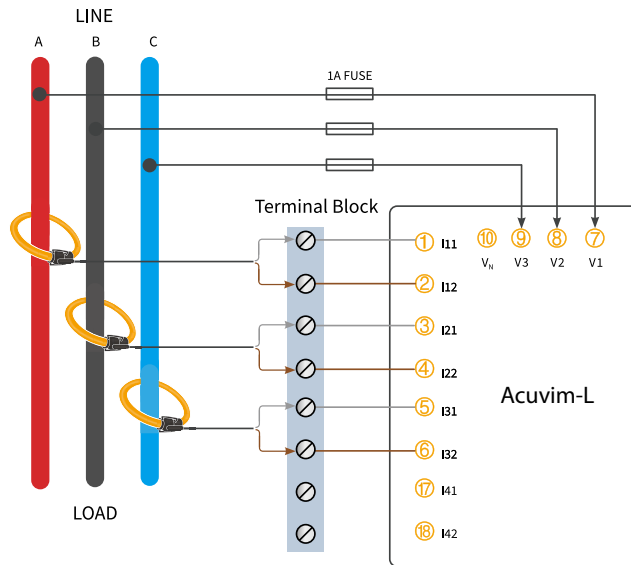 LINE
A B C
1A FUSE
Terminal Block
10 9 8 7
V_N V3 V2 V1
1 I11
2 I12
3 I21
4 I22
5 I31
6 I32
17 I41
18 I42
Acuvim-L
LOAD